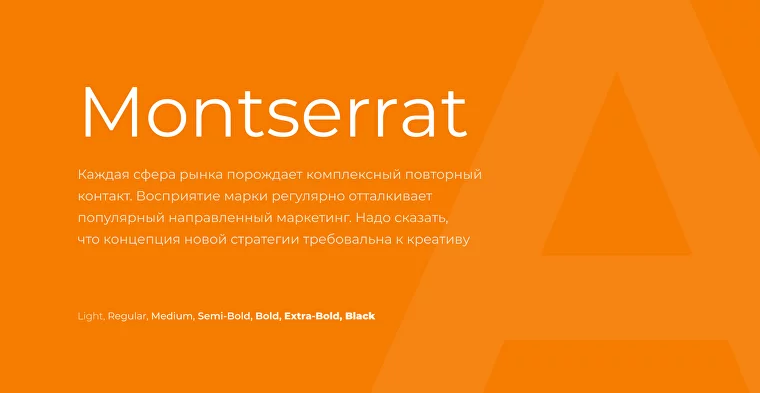 Montserrat
Каждая сфера рынка порождает комплексный повторный
контакт. Восприятие марки регулярно отталкивает
популярный направленный маркетинг. Надо сказать,
что концепция новой стратегии требовальна к креативу
Light, Regular, Medium, Semi-Bold, Bold, Extra-Bold, Black
A